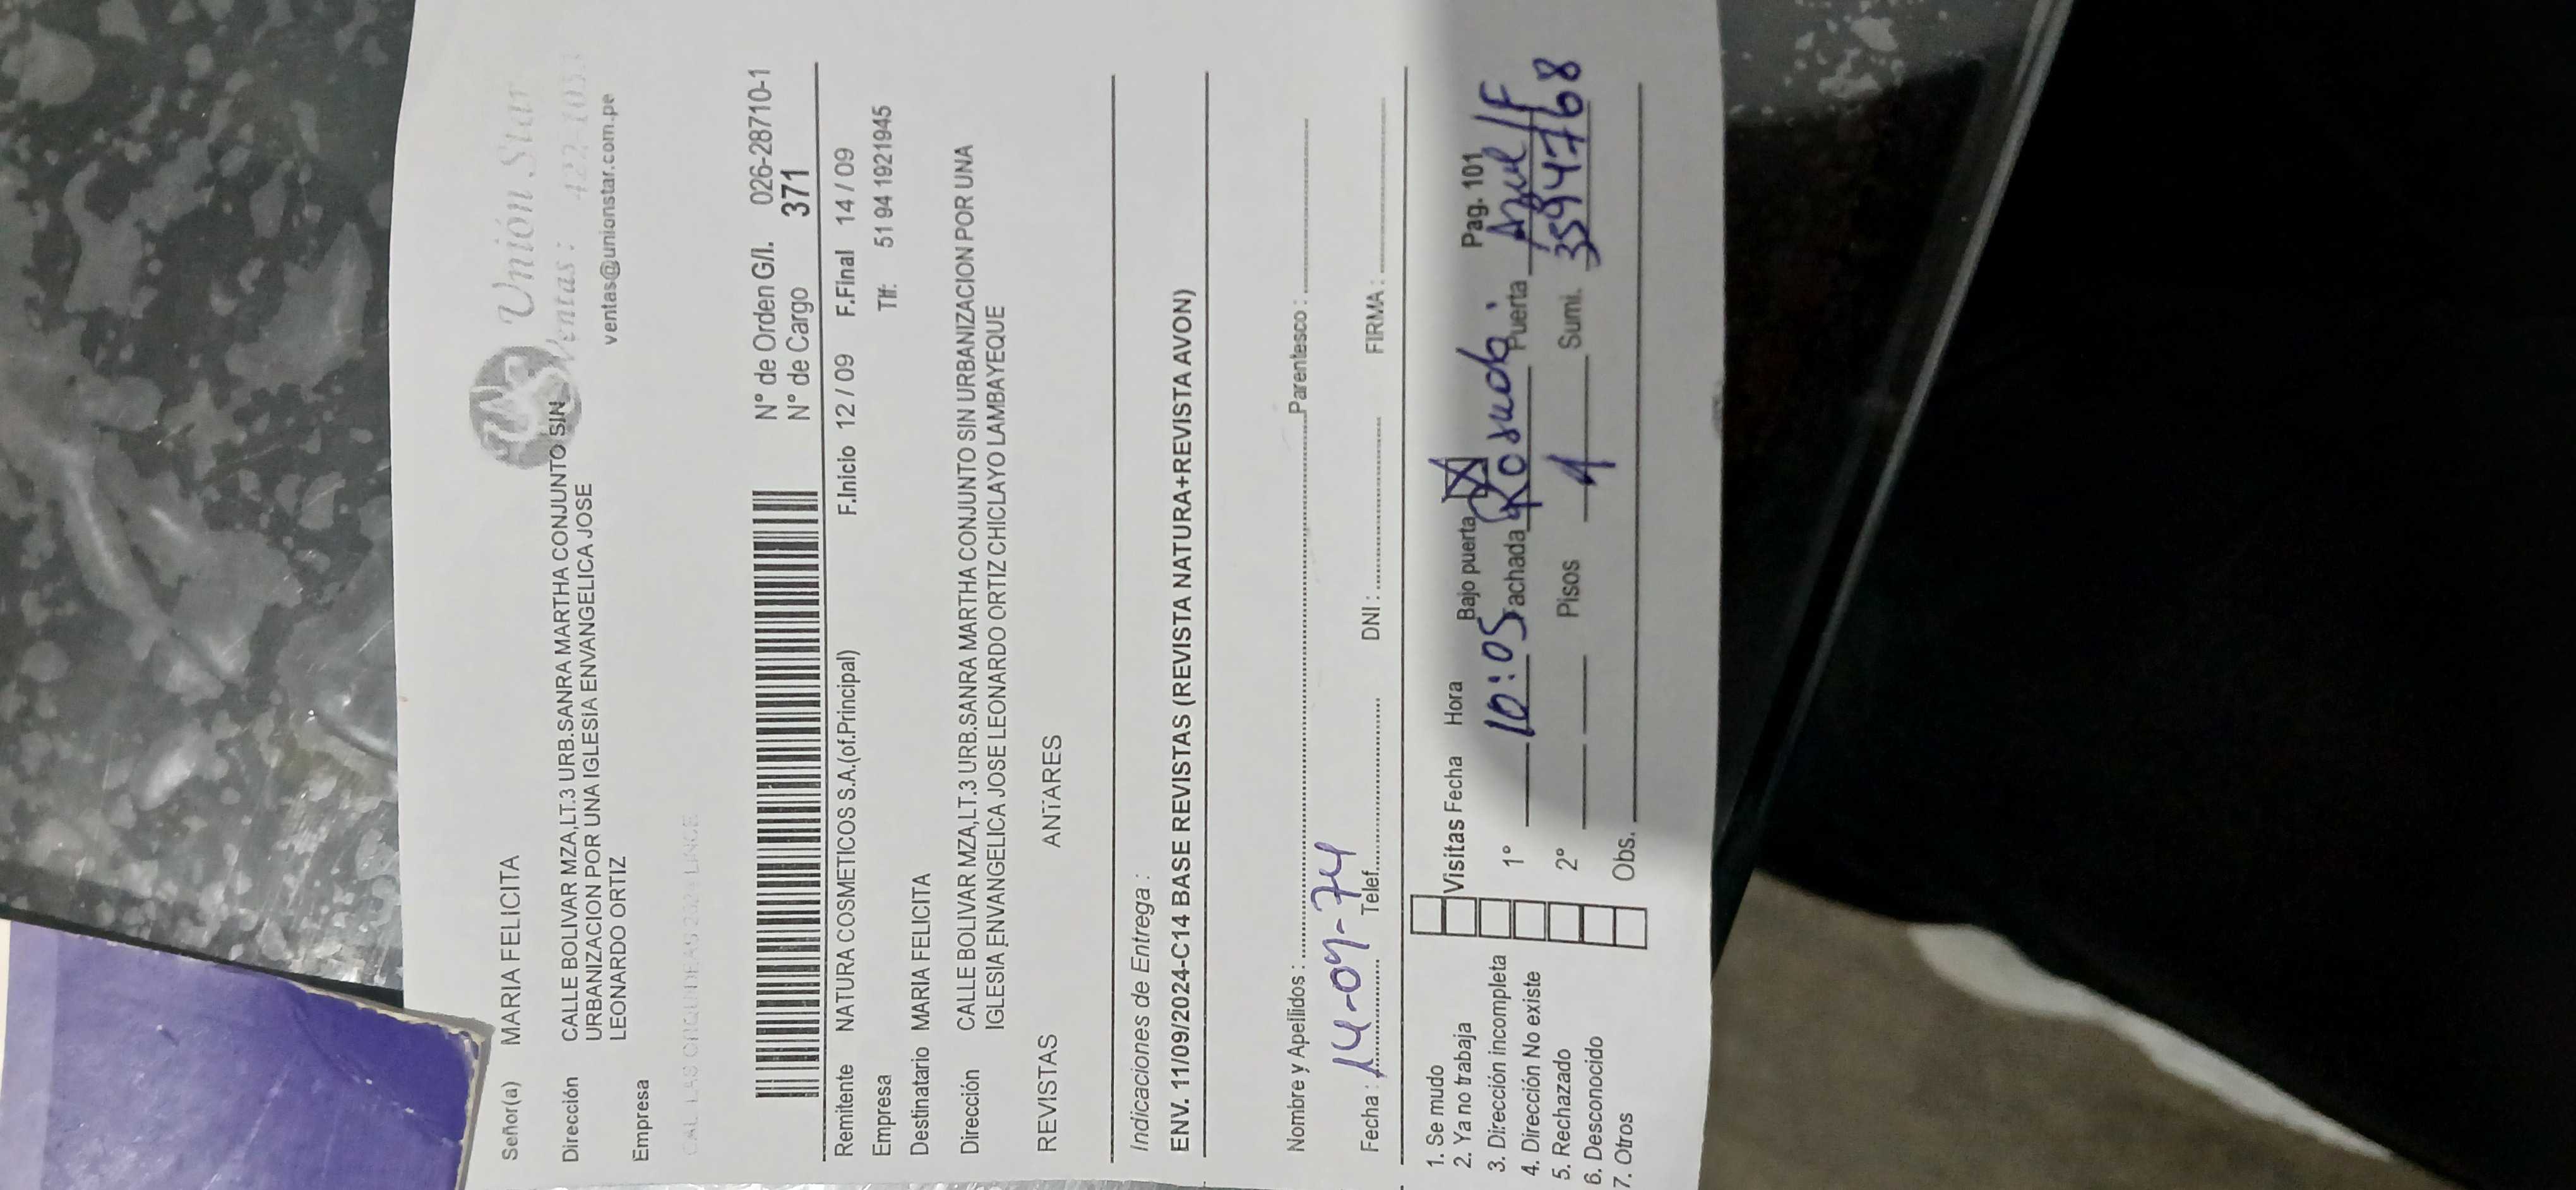 Unión Star
Ventas: 422-10
ventas@unionstar.com.pe
Señor(a) MARIA FELICITA
Dirección CALLE BOLIVAR MZA,LT.3 URB.SANRA MARTHA CONJUNTO SIN
URBANIZACION POR UNA IGLESIA ENVANGELICA JOSE
LEONARDO ORTIZ
Empresa
N° de Orden G/I. 026-28710-1
N° de Cargo 371
Remitente NATURA COSMETICOS S.A.(of.Principal) F.Inicio 12 / 09 F.Final 14 / 09
Empresa Tlf: 51 94 1921945
Destinatario MARIA FELICITA
Dirección CALLE BOLIVAR MZA,LT.3 URB.SANRA MARTHA CONJUNTO SIN URBANIZACION POR UNA
IGLESIA ENVANGELICA JOSE LEONARDO ORTIZ CHICLAYO LAMBAYEQUE
REVISTAS ANTARES
Indicaciones de Entrega :
ENV. 11/09/2024-C14 BASE REVISTAS (REVISTA NATURA+REVISTA AVON)
Nombre y Apellidos : Parentesco :
Fecha : 14-09-24 Telef. DNI : FIRMA :
1. Se mudo Visitas Fecha Hora Bajo puerta X Pag. 101
2. Ya no trabaja
3. Dirección incompleta 1° 10:05 Fachada Rosado. Puerta Azul
4. Dirección No existe
5. Rechazado 2° Pisos 1 Sumi. 35947768
6. Desconocido
7. Otros Obs.